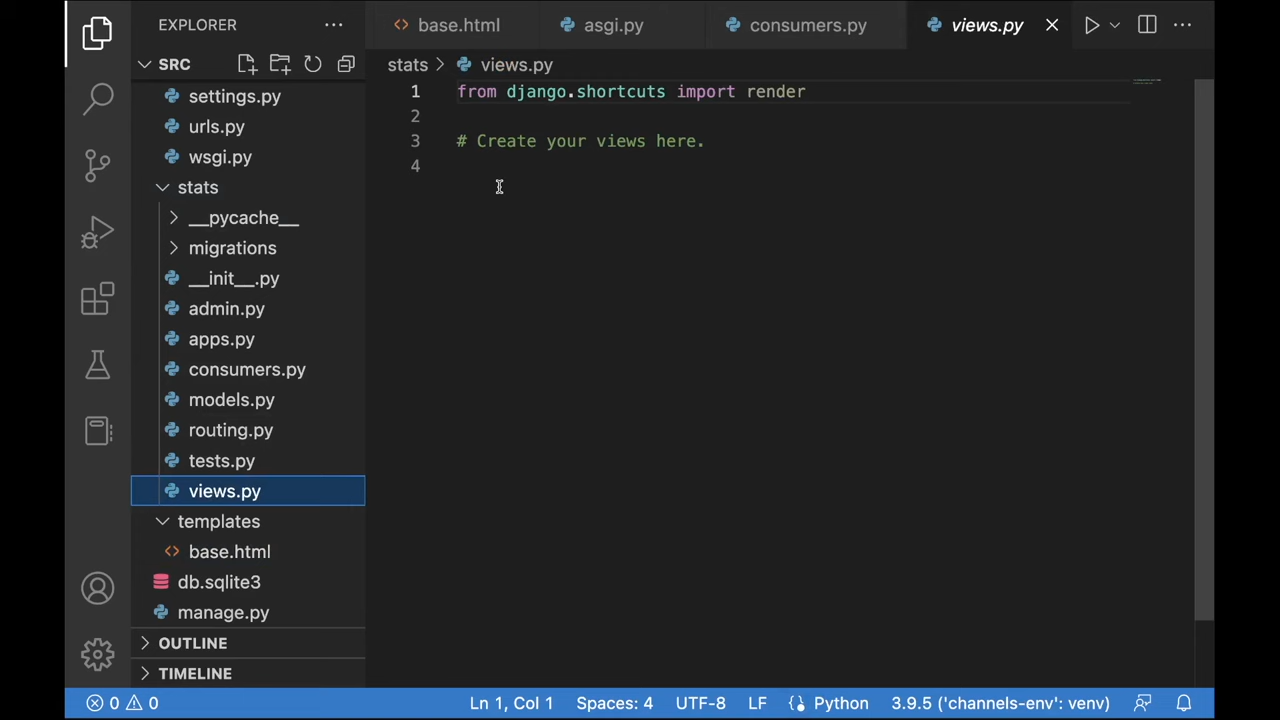 EXPLORER
SRC
settings.py
urls.py
wsgi.py
stats
__pycache__
migrations
__init__.py
admin.py
apps.py
consumers.py
models.py
routing.py
tests.py
views.py
templates
base.html
db.sqlite3
manage.py
OUTLINE
TIMELINE
base.html asgi.py consumers.py views.py
stats > views.py
1 from django.shortcuts import render
2
3 # Create your views here.
4
0 0 Ln 1, Col 1 Spaces: 4 UTF-8 LF Python 3.9.5 ('channels-env': venv)